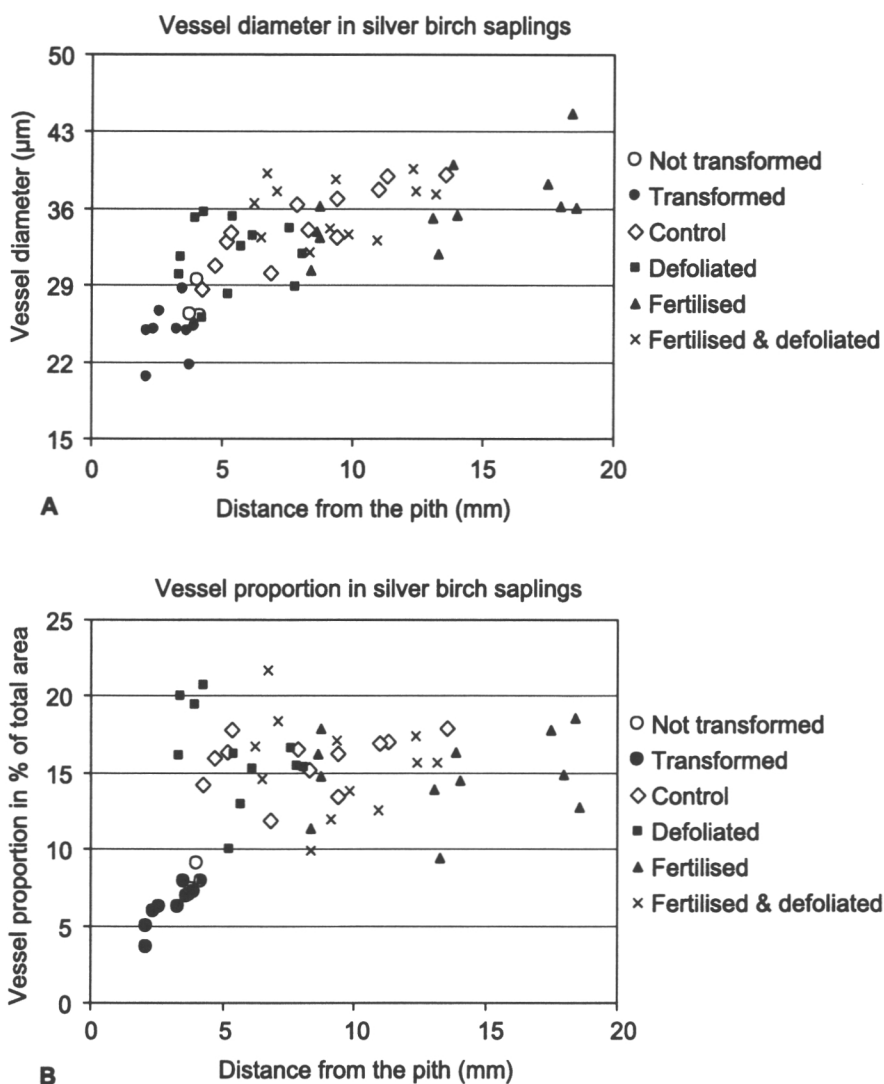 Vessel diameter in silver birch saplings
Vessel diameter (µm)
50
43
36
29
22
15
0 5 10 15 20
Distance from the pith (mm)
Not transformed
Transformed
Control
Defoliated
Fertilised
Fertilised & defoliated
A
Vessel proportion in silver birch saplings
Vessel proportion in % of total area
25
20
15
10
5
0
0 5 10 15 20
Distance from the pith (mm)
Not transformed
Transformed
Control
Defoliated
Fertilised
Fertilised & defoliated
B